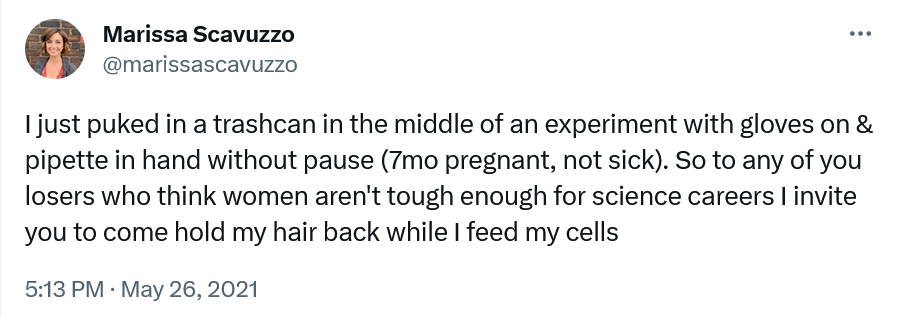 Marissa Scavuzzo
@marissascavuzzo
I just puked in a trashcan in the middle of an experiment with gloves on &
pipette in hand without pause (7mo pregnant, not sick). So to any of you
losers who think women aren't tough enough for science careers I invite
you to come hold my hair back while I feed my cells
5:13 PM · May 26, 2021